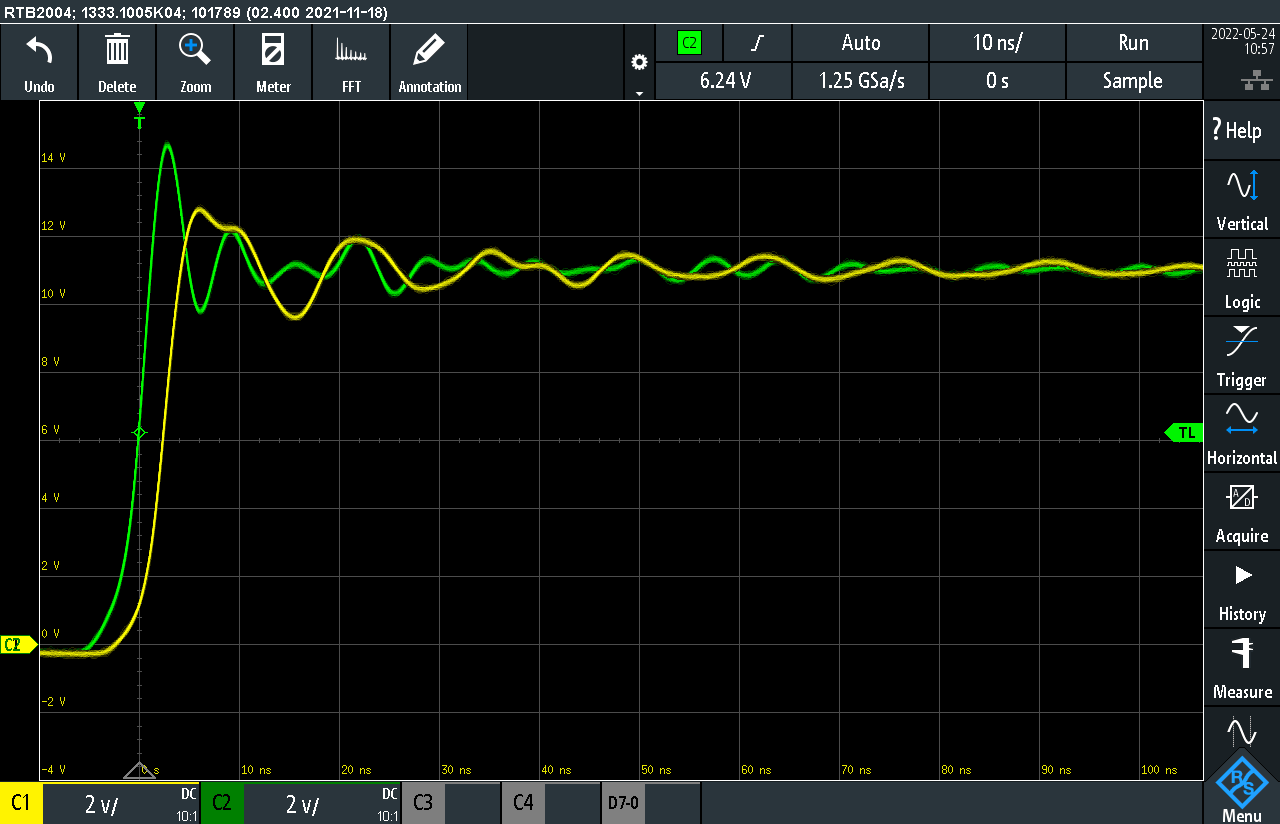 RTB2004; 1333.1005K04; 101789 (02.400 2021-11-18)
Undo
Delete
Zoom
Meter
FFT
Annotation
C2
Auto
10 ns/
Run
6.24 V
1.25 GSa/s
0 s
Sample
2022-05-24
10:57
? Help
Vertical
Logic
Trigger
Horizontal
Acquire
A
D
History
Measure
R
S
Menu
T
14 V
12 V
10 V
8 V
6 V
4 V
2 V
0 V
-2 V
-4 V
TL
0 s
10 ns
20 ns
30 ns
40 ns
50 ns
60 ns
70 ns
80 ns
90 ns
100 ns
C1
2 V/
DC
10:1
C2
2 V/
DC
10:1
C3
C4
D7-0